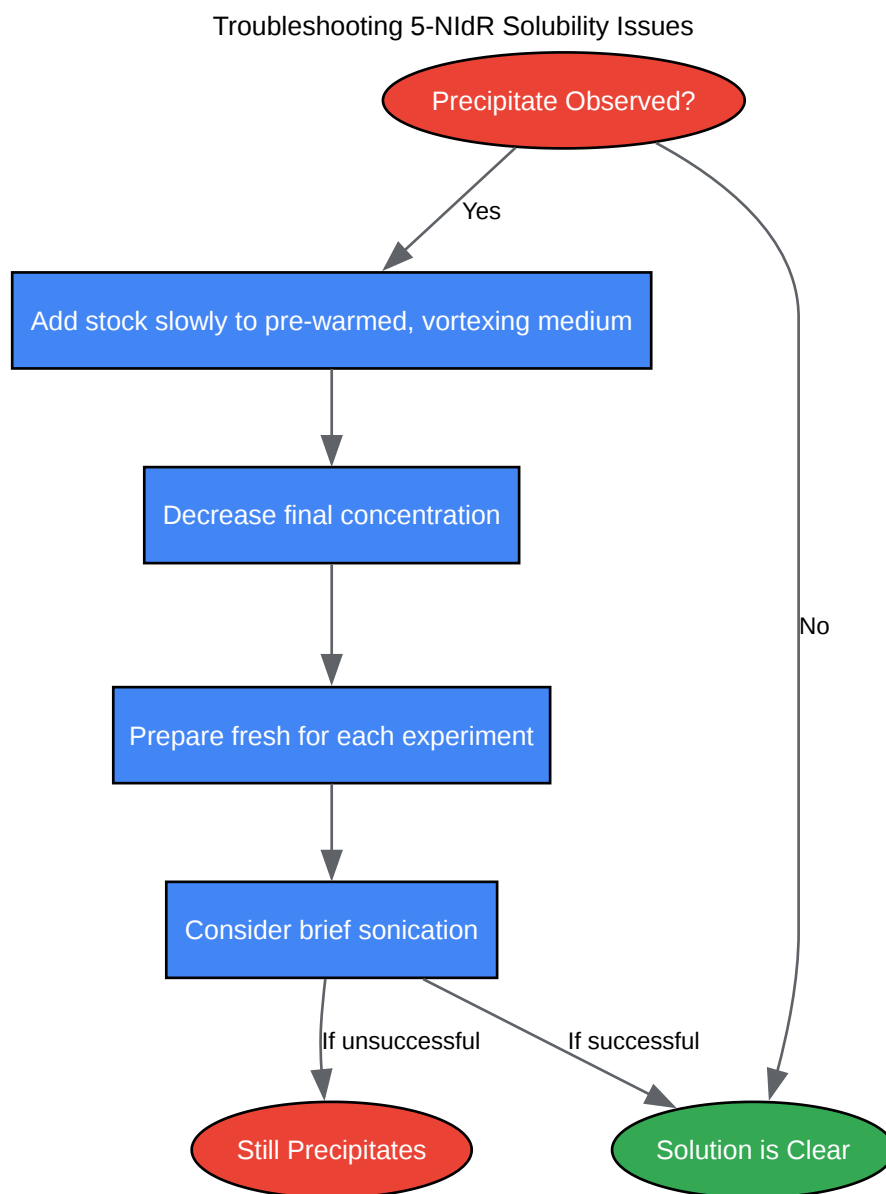 Troubleshooting 5-NIdR Solubility Issues
Precipitate Observed?
Yes
Add stock slowly to pre-warmed, vortexing medium
Decrease final concentration
No
Prepare fresh for each experiment
Consider brief sonication
If unsuccessful
If successful
Still Precipitates
Solution is Clear